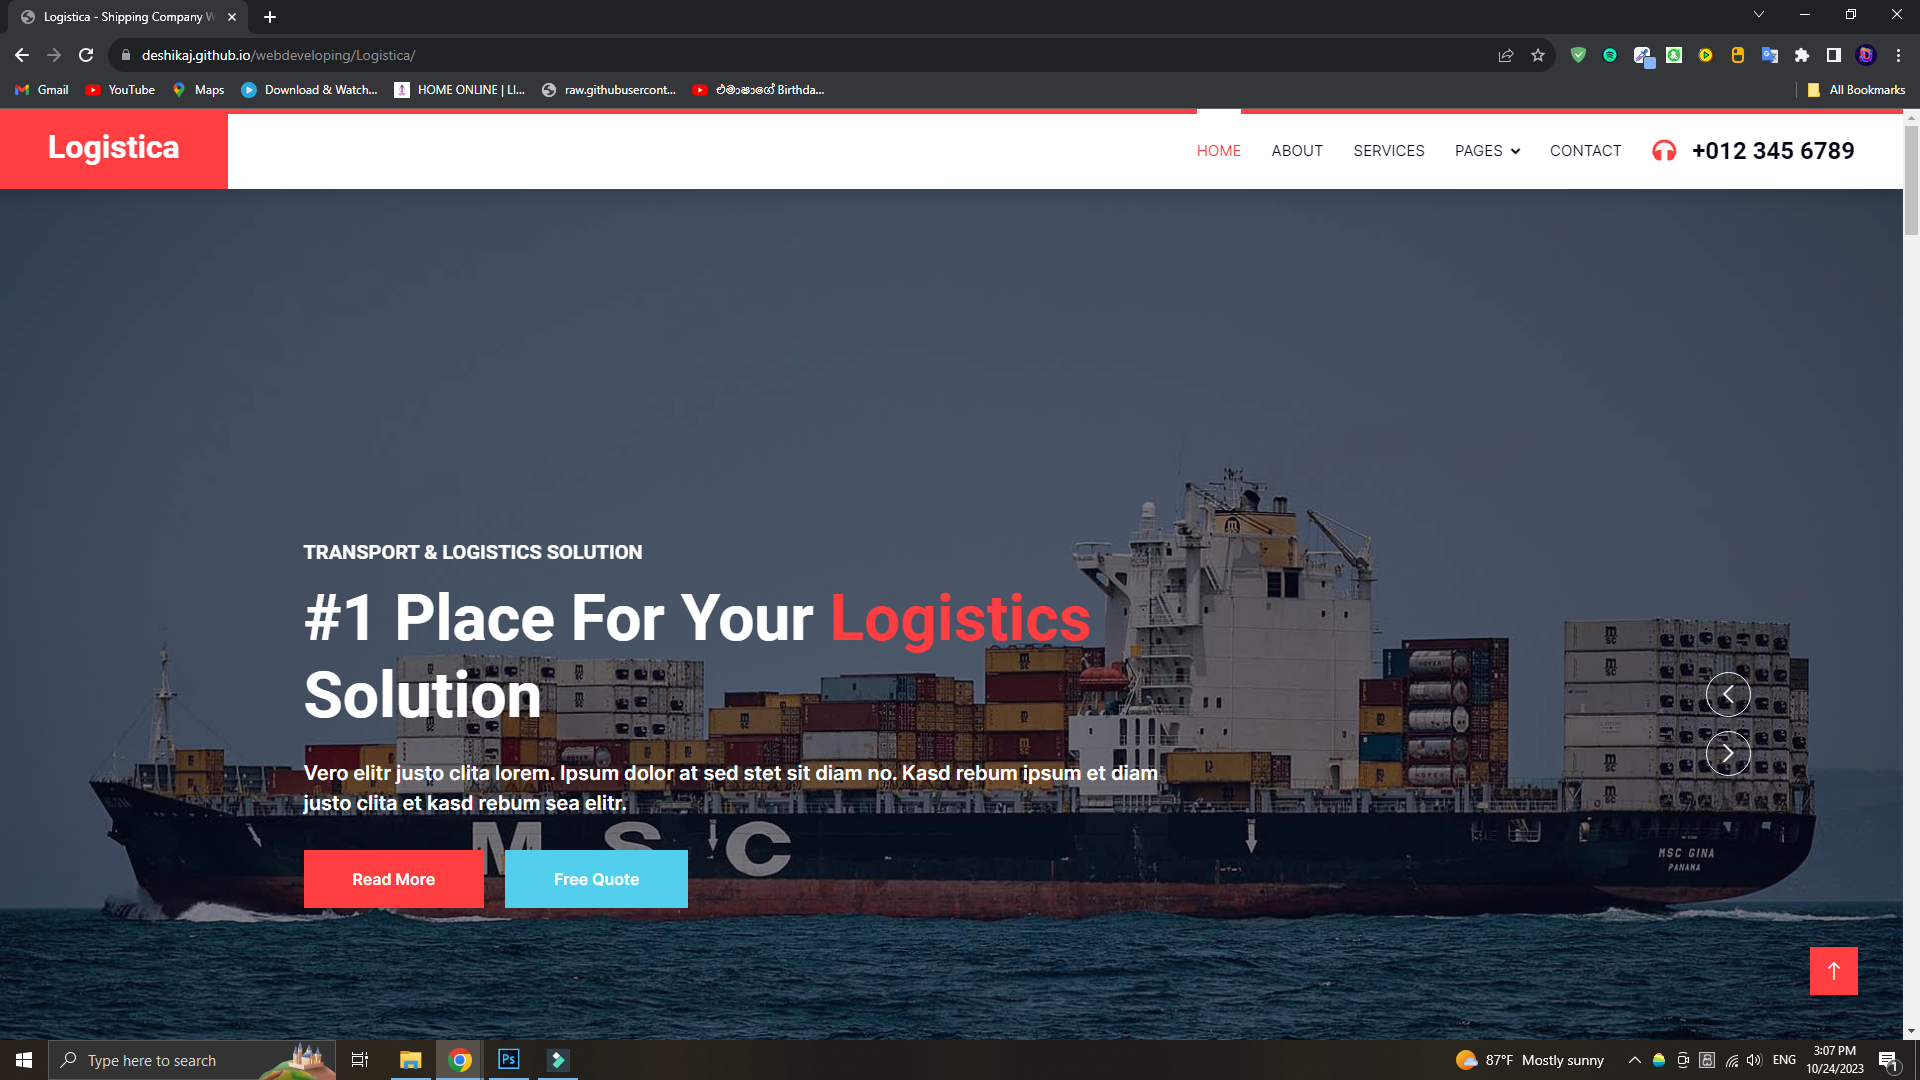 Logistica - Shipping Company W
deshikaj.github.io/webdeveloping/Logistica/
Gmail
YouTube
Maps
Download & Watch...
HOME ONLINE | LI...
raw.githubusercont...
එමාෂාගේ Birthda...
All Bookmarks
Logistica
HOME
ABOUT
SERVICES
PAGES
CONTACT
+012 345 6789
TRANSPORT & LOGISTICS SOLUTION
#1 Place For Your Logistics
Solution
Vero elitr justo clita lorem. Ipsum dolor at sed stet sit diam no. Kasd rebum ipsum et diam
justo clita et kasd rebum sea elitr.
MSC
MSC GINA
PANAMA
Read More
Free Quote
Type here to search
Ps
87°F Mostly sunny
ENG
3:07 PM
10/24/2023
1